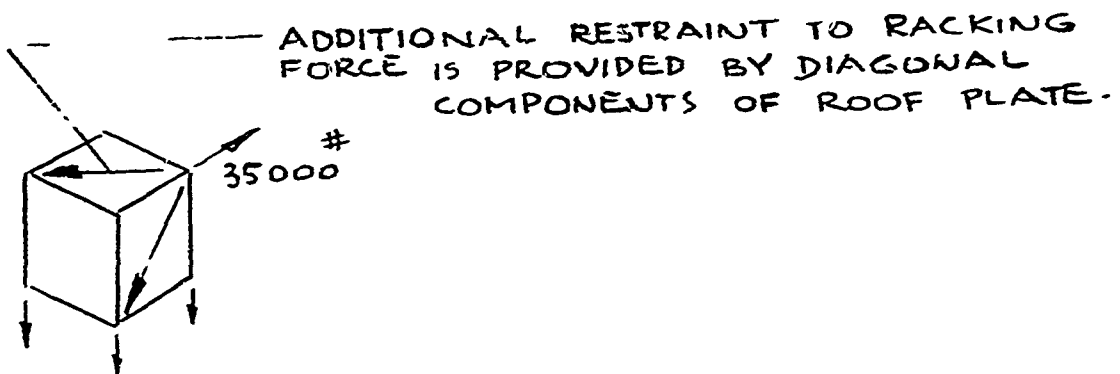 ADDITIONAL RESTRAINT TO RACKING
FORCE IS PROVIDED BY DIAGONAL
COMPONENTS OF ROOF PLATE.
35000#